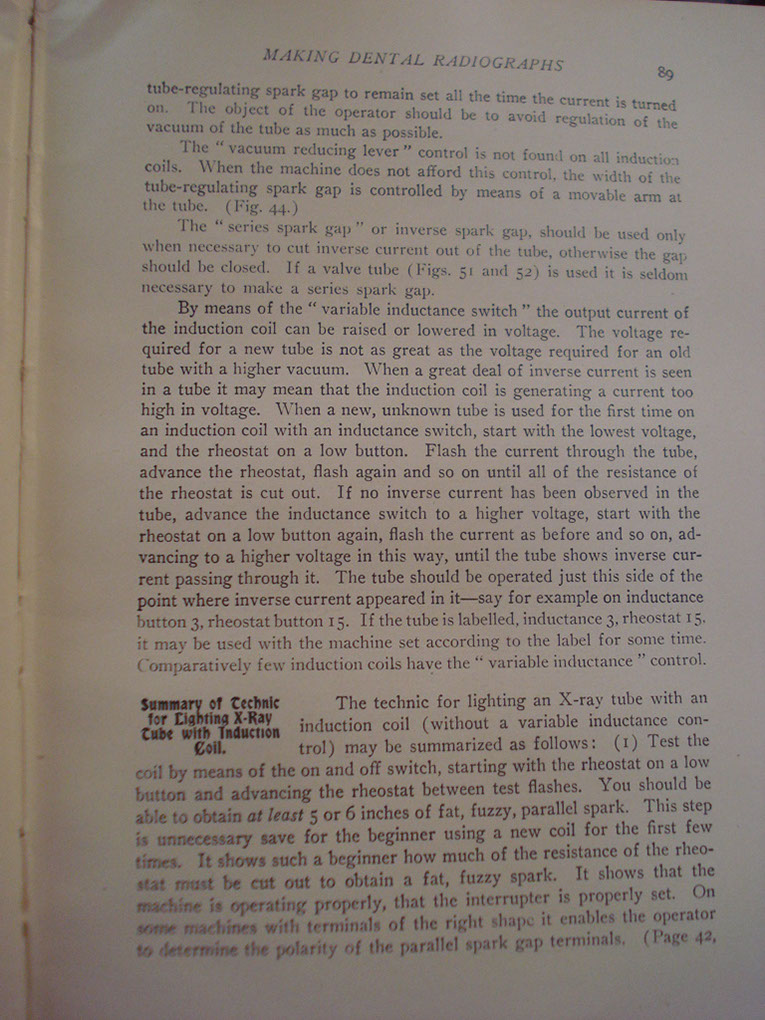 MAKING DENTAL RADIOGRAPHS
89
tube-regulating spark gap to remain set all the time the current is turned
on. The object of the operator should be to avoid regulation of the
vacuum of the tube as much as possible.
The “ vacuum reducing lever ” control is not found on all induction
coils. When the machine does not afford this control, the width of the
tube-regulating spark gap is controlled by means of a movable arm at
the tube. (Fig. 44.)
The “ series spark gap ” or inverse spark gap, should be used only
when necessary to cut inverse current out of the tube, otherwise the gap
should be closed. If a valve tube (Figs. 51 and 52) is used it is seldom
necessary to make a series spark gap.
By means of the “ variable inductance switch ” the output current of
the induction coil can be raised or lowered in voltage. The voltage re-
quired for a new tube is not as great as the voltage required for an old
tube with a higher vacuum. When a great deal of inverse current is seen
in a tube it may mean that the induction coil is generating a current too
high in voltage. When a new, unknown tube is used for the first time on
an induction coil with an inductance switch, start with the lowest voltage,
and the rheostat on a low button. Flash the current through the tube,
advance the rheostat, flash again and so on until all of the resistance of
the rheostat is cut out. If no inverse current has been observed in the
tube, advance the inductance switch to a higher voltage, start with the
rheostat on a low button again, flash the current as before and so on, ad-
vancing to a higher voltage in this way, until the tube shows inverse cur-
rent passing through it. The tube should be operated just this side of the
point where inverse current appeared in it—say for example on inductance
button 3, rheostat button 15. If the tube is labelled, inductance 3, rheostat 15,
it may be used with the machine set according to the label for some time.
Comparatively few induction coils have the “ variable inductance ” control.
Summary of Technic
for Lighting X-Ray
Tube with Induction
Coil.
The technic for lighting an X-ray tube with an
induction coil (without a variable inductance con-
trol) may be summarized as follows: (1) Test the
coil by means of the on and off switch, starting with the rheostat on a low
button and advancing the rheostat between test flashes. You should be
able to obtain at least 5 or 6 inches of fat, fuzzy, parallel spark. This step
is unnecessary save for the beginner using a new coil for the first few
times. It shows such a beginner how much of the resistance of the rheo-
stat must be cut out to obtain a fat, fuzzy spark. It shows that the
machine is operating properly, that the interrupter is properly set. On
some machines with terminals of the right shape it enables the operator
to determine the polarity of the parallel spark gap terminals. (Page 42,